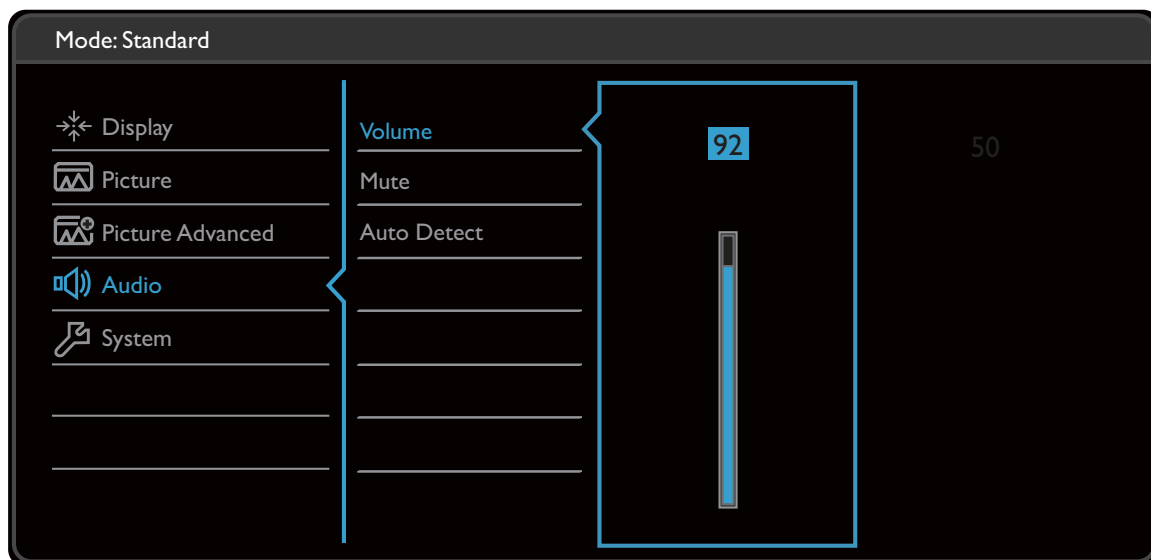 Mode: Standard
Display
Picture
Picture Advanced
Audio
System
Volume
Mute
Auto Detect
92
50